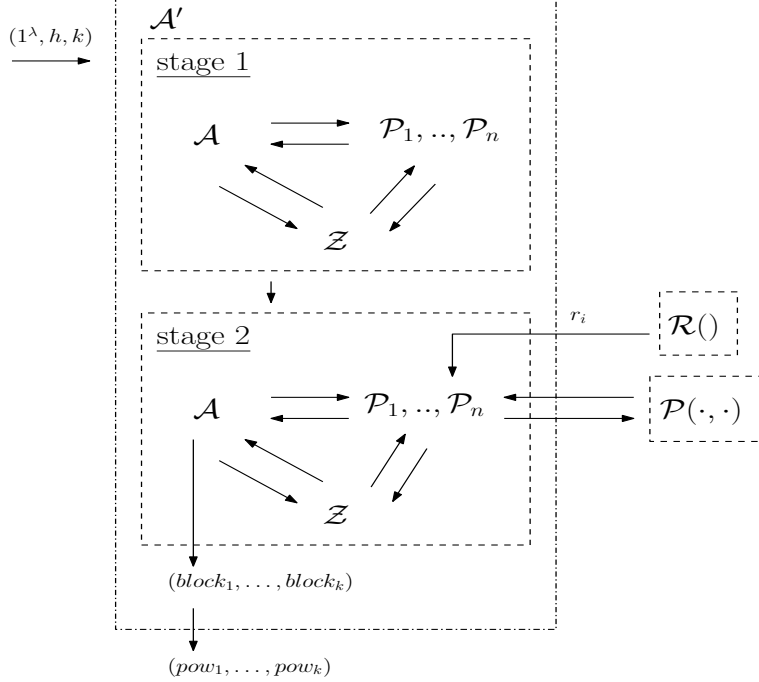 𝒜′
(1^λ, h, k)
stage 1
𝒜
𝒫_1, .., 𝒫_n
𝒵
stage 2
r_i
ℛ()
𝒜
𝒫_1, .., 𝒫_n
𝒫(·, ·)
𝒵
(block_1, . . . , block_k)
(pow_1, . . . , pow_k)